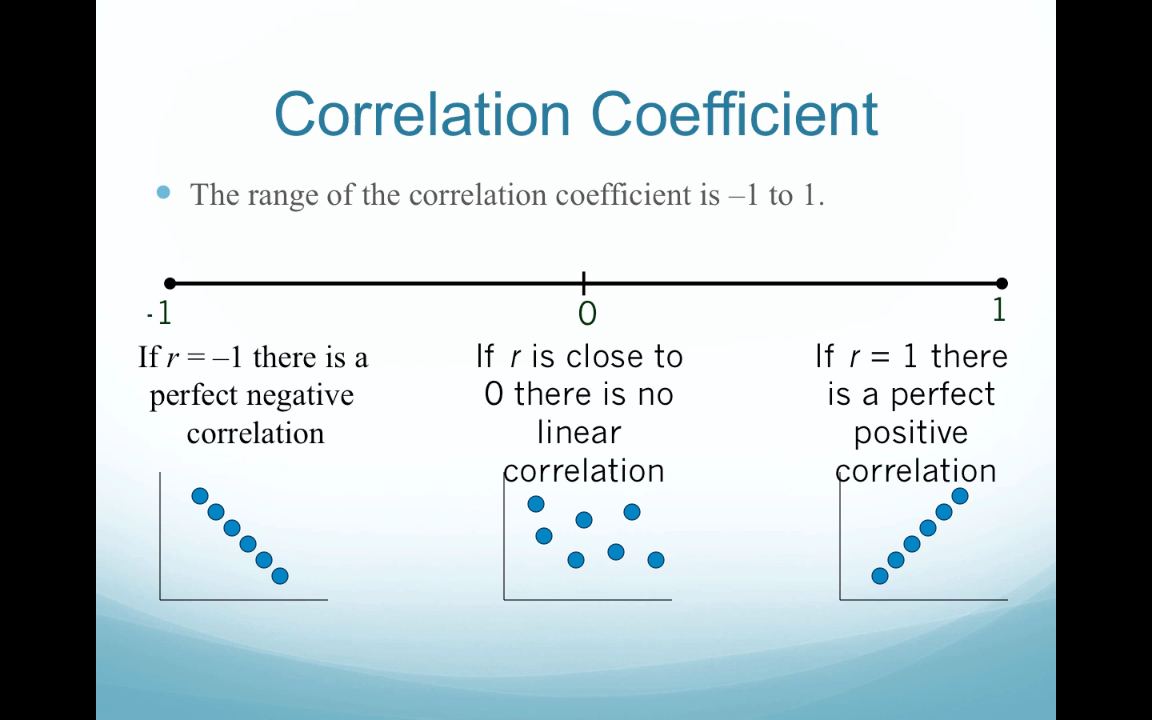 Correlation Coefficient
• The range of the correlation coefficient is –1 to 1.
-1
0
1
If r = –1 there is a
perfect negative
correlation
If r is close to
0 there is no
linear
correlation
If r = 1 there
is a perfect
positive
correlation